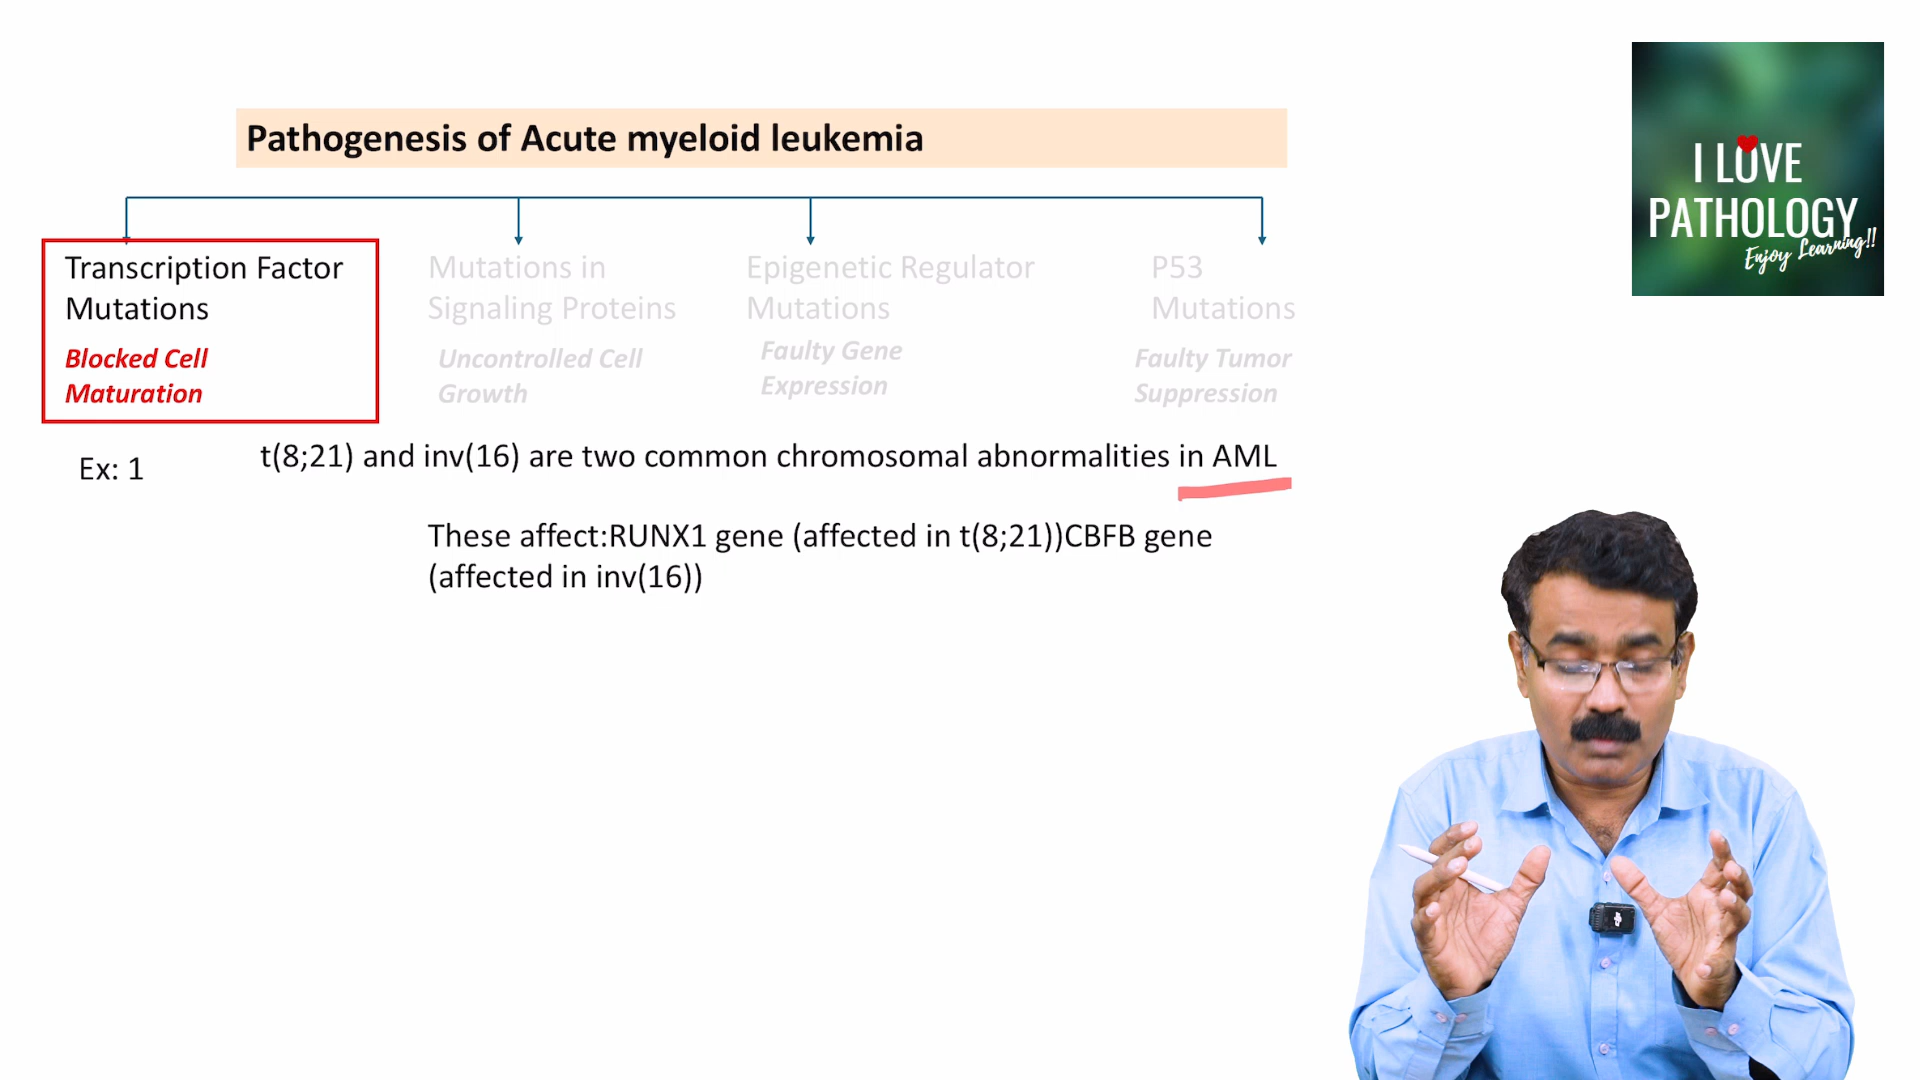 I LOVE
PATHOLOGY
Enjoy Learning!!
Pathogenesis of Acute myeloid leukemia
Transcription Factor
Mutations
Blocked Cell
Maturation
Mutations in
Signaling Proteins
Uncontrolled Cell
Growth
Epigenetic Regulator
Mutations
Faulty Gene
Expression
P53
Mutations
Faulty Tumor
Suppression
Ex: 1
t(8;21) and inv(16) are two common chromosomal abnormalities in AML
These affect:RUNX1 gene (affected in t(8;21))CBFB gene
(affected in inv(16))